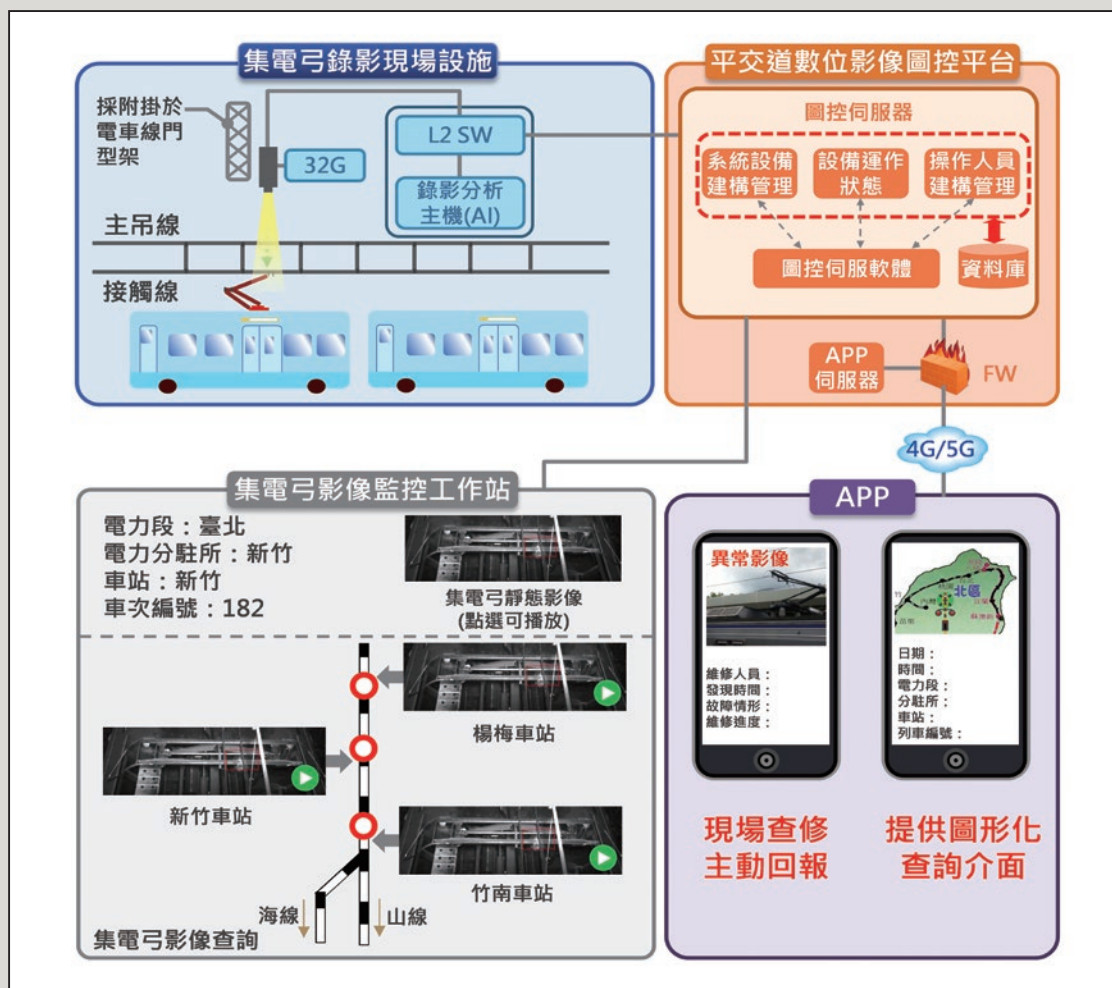 集電弓錄影現場設施
採附掛於
電車線門
型架
32G
L2 SW
錄影分析
主機(AI)
主吊線
接觸線
平交道數位影像圖控平台
圖控伺服器
系統設備
建構管理
設備運作
狀態
操作人員
建構管理
圖控伺服軟體
資料庫
APP
伺服器
FW
4G/5G
集電弓影像監控工作站
電力段：臺北
電力分駐所：新竹
車站：新竹
車次編號：182
集電弓靜態影像
(點選可播放)
楊梅車站
新竹車站
竹南車站
海線
山線
集電弓影像查詢
APP
異常影像
維修人員：
發現時間：
故障情形：
維修進度：
北區
日期：
時間：
電力段：
分駐所：
車站：
列車編號：
現場查修
主動回報
提供圖形化
查詢介面